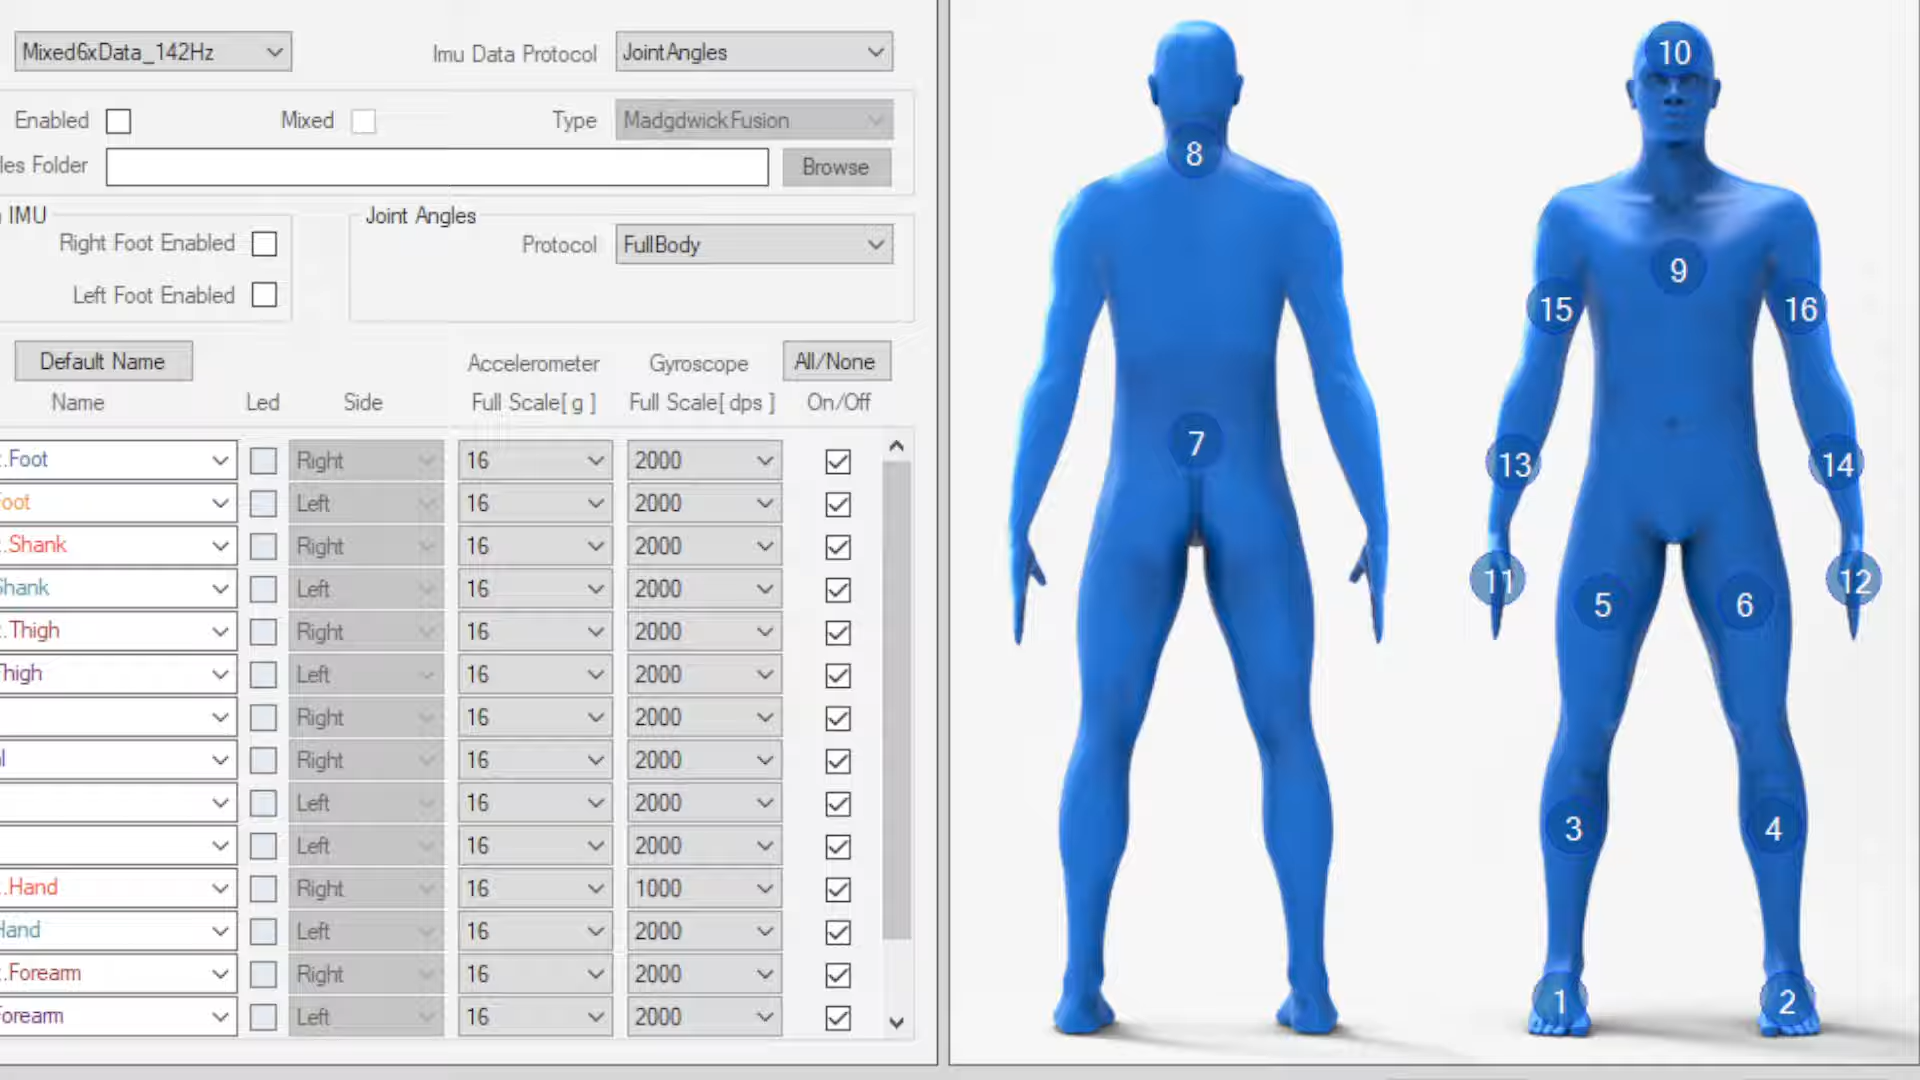 Mixed6xData_142Hz Imu Data Protocol JointAngles
Enabled Mixed Type MadgdwickFusion
les Folder Browse
IMU Joint Angles
Right Foot Enabled Protocol FullBody
Left Foot Enabled
Default Name Accelerometer Gyroscope All/None
Name Led Side Full Scale[ g ] Full Scale[ dps ] On/Off
.Foot Right 16 2000
oot Left 16 2000
.Shank Right 16 2000
Shank Left 16 2000
.Thigh Right 16 2000
Thigh Left 16 2000
Right 16 2000
l Right 16 2000
Left 16 2000
Left 16 2000
.Hand Right 16 1000
Hand Left 16 2000
.Forearm Right 16 2000
orearm Left 16 2000
8
7
10
9
15 16
13 14
11 12
5 6
3 4
1 2